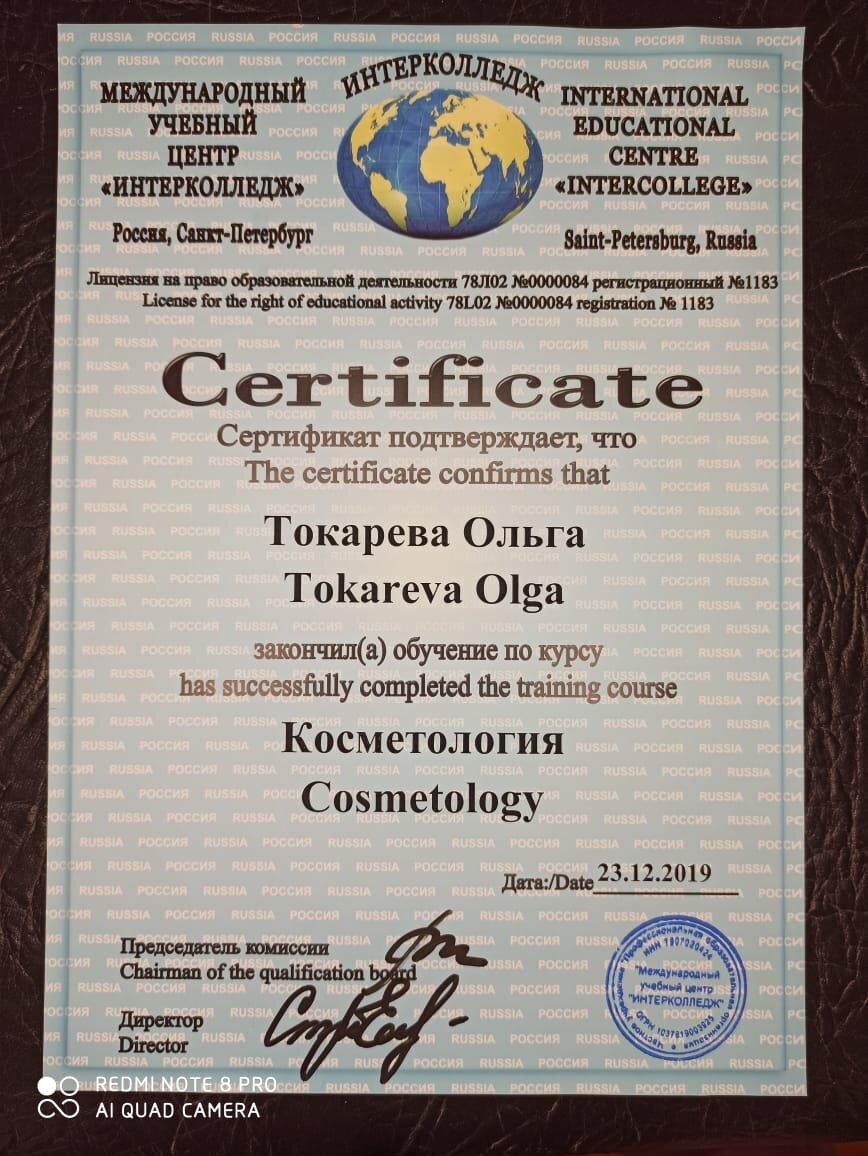 ИНТЕРКОЛЛЕДЖ
МЕЖДУНАРОДНЫЙ
УЧЕБНЫЙ
ЦЕНТР
«ИНТЕРКОЛЛЕДЖ»
Россия, Санкт-Петербург
INTERNATIONAL
EDUCATIONAL
CENTRE
«INTERCOLLEGE»
Saint-Petersburg, Russia
Лицензия на право образовательной деятельности 78Л02 №0000084 регистрационный №1183
License for the right of educational activity 78L02 №0000084 registration № 1183
Certificate
Сертификат подтверждает, что
The certificate confirms that
Токарева Ольга
Tokareva Olga
закончил(а) обучение по курсу
has successfully completed the training course
Косметология
Cosmetology
Дата:/Date 23.12.2019
Председатель комиссии
Chairman of the qualification board
Директор
Director
"Международный
учебный центр
"ИНТЕРКОЛЛЕДЖ"
REDMI NOTE 8 PRO
AI QUAD CAMERA